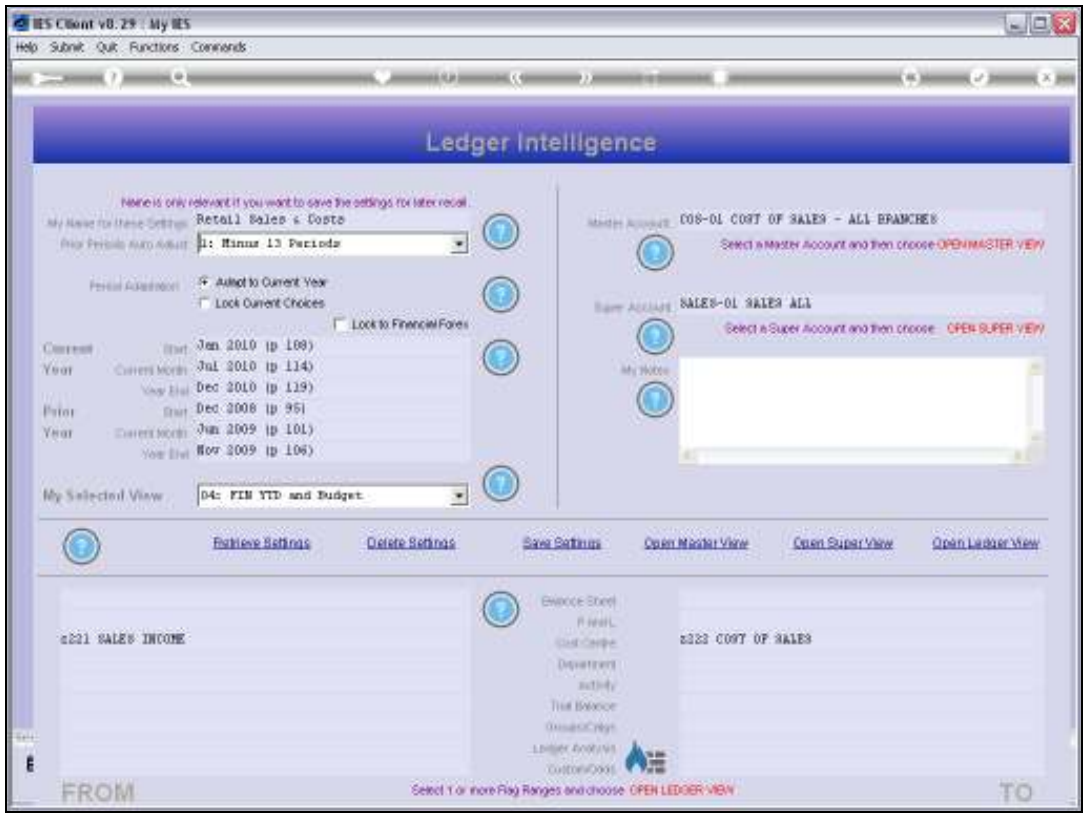 IES Client v8.29 : My IES
Help Submit Quit Functions Commands
Ledger Intelligence
Name is only relevant if you want to save the settings for later recall.
My Name for these Settings Retail Sales & Costs
Prior Periods Auto Adjust 1: Minus 13 Periods
Period Adaptation Adapt to Current Year
Lock Current Choices
Lock to Financial Forex
Current Start Jan 2010 (p 108)
Year Current Month Jul 2010 (p 114)
Year End Dec 2010 (p 119)
Prior Start Dec 2008 (p 95)
Year Current Month Jun 2009 (p 101)
Year End Nov 2009 (p 106)
My Selected View 04: FIN YTD and Budget
Master Account COS-01 COST OF SALES - ALL BRANCHES
Select a Master Account and then choose OPEN MASTER VIEW
Super Account SALES-01 SALES ALL
Select a Super Account and then choose OPEN SUPER VIEW
My Notes
Retrieve Settings Delete Settings Save Settings Open Master View Open Super View Open Ledger View
Balance Sheet
P and L
z221 SALES INCOME Cost Centre z222 COST OF SALES
Department
Activity
Trial Balance
Ledger Analysis
Custom/Odds
FROM Select 1 or more Flag Ranges and choose OPEN LEDGER VIEW TO